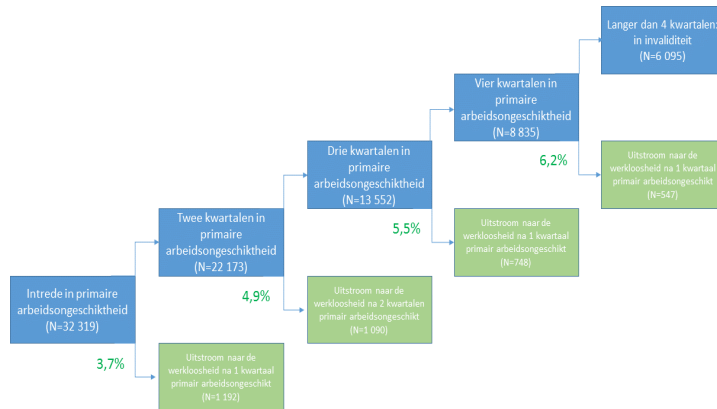 Langer dan 4 kwartalen:
in invaliditeit
(N=6 095)
Vier kwartalen in
primaire
arbeidsongeschiktheid
(N=8 835)
6,2%
Uitstroom naar de
werkloosheid na 1 kwartaal
primair arbeidsongeschikt
(N=547)
Drie kwartalen in
primaire
arbeidsongeschiktheid
(N=13 552)
5,5%
Uitstroom naar de
werkloosheid na 1 kwartaal
primair arbeidsongeschikt
(N=748)
Twee kwartalen in
primaire
arbeidsongeschiktheid
(N=22 173)
4,9%
Uitstroom naar de
werkloosheid na 2 kwartalen
primair arbeidsongeschikt
(N=1 090)
Intrede in primaire
arbeidsongeschiktheid
(N=32 319)
3,7%
Uitstroom naar de
werkloosheid na 1 kwartaal
primair arbeidsongeschikt
(N=1 192)